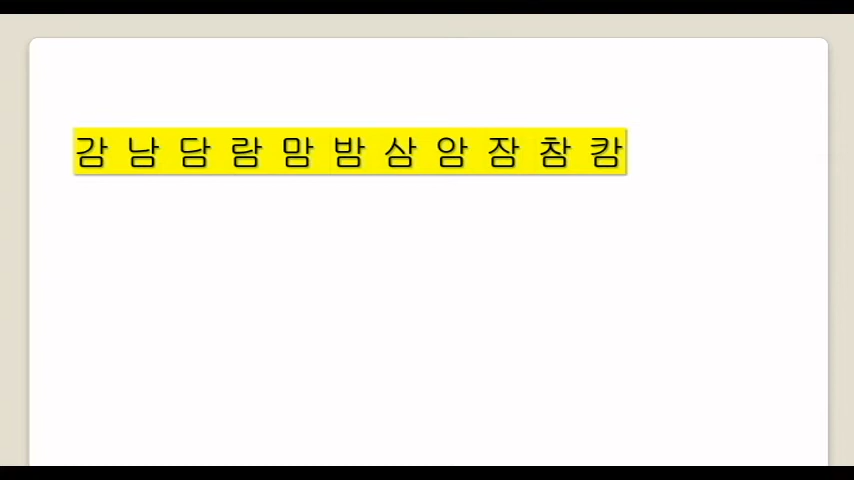 감 남 담 람 맘 밤 삼 암 잠 참 캄